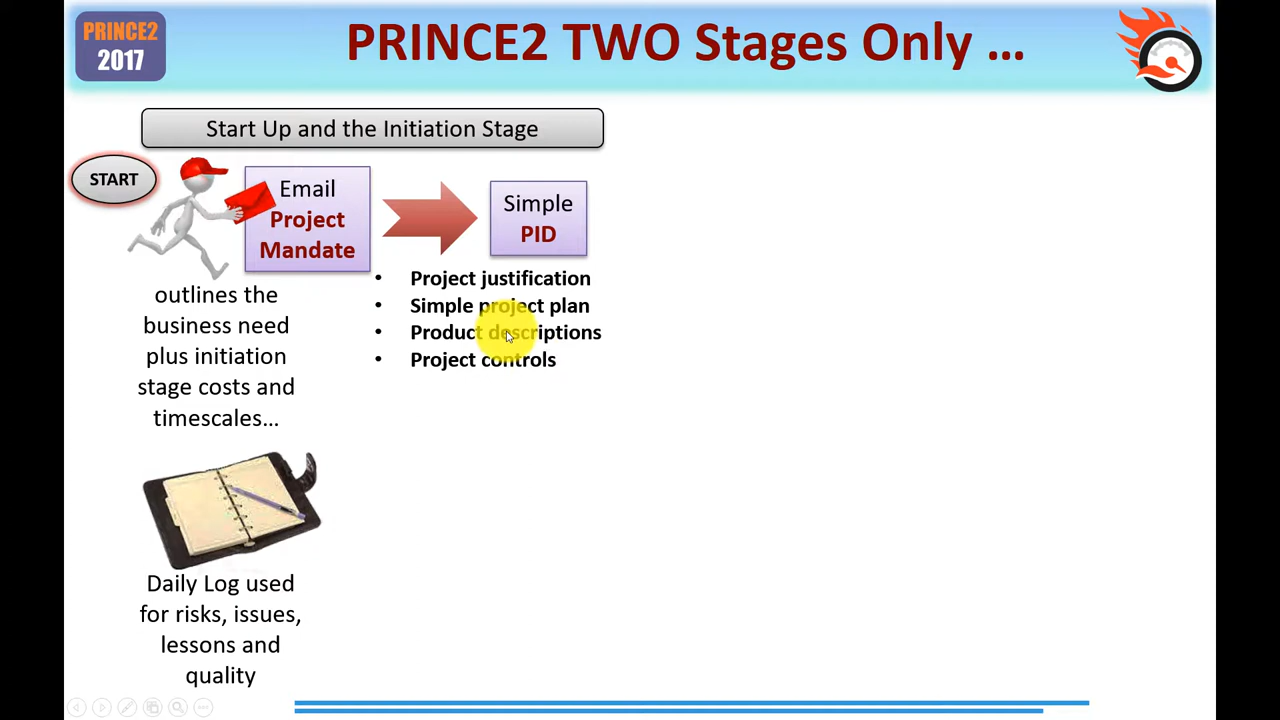 PRINCE2
2017
PRINCE2 TWO Stages Only ...
Start Up and the Initiation Stage
START
Email
Project
Mandate
Simple
PID
outlines the
business need
plus initiation
stage costs and
timescales...
• Project justification
• Simple project plan
• Product descriptions
• Project controls
Daily Log used
for risks, issues,
lessons and
quality